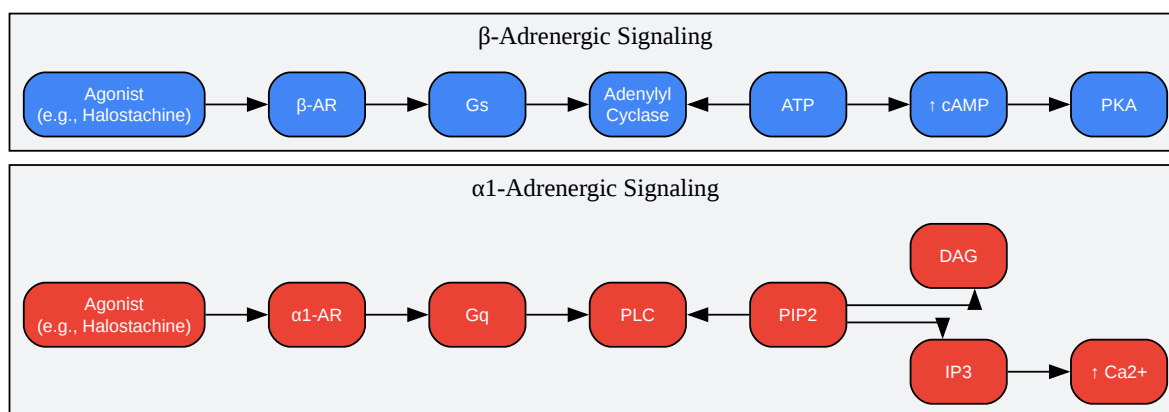 β-Adrenergic Signaling
Agonist
(e.g., Halostachine)
β-AR
Gs
Adenylyl
Cyclase
ATP
↑ cAMP
PKA
α1-Adrenergic Signaling
DAG
Agonist
(e.g., Halostachine)
α1-AR
Gq
PLC
PIP2
IP3
↑ Ca2+